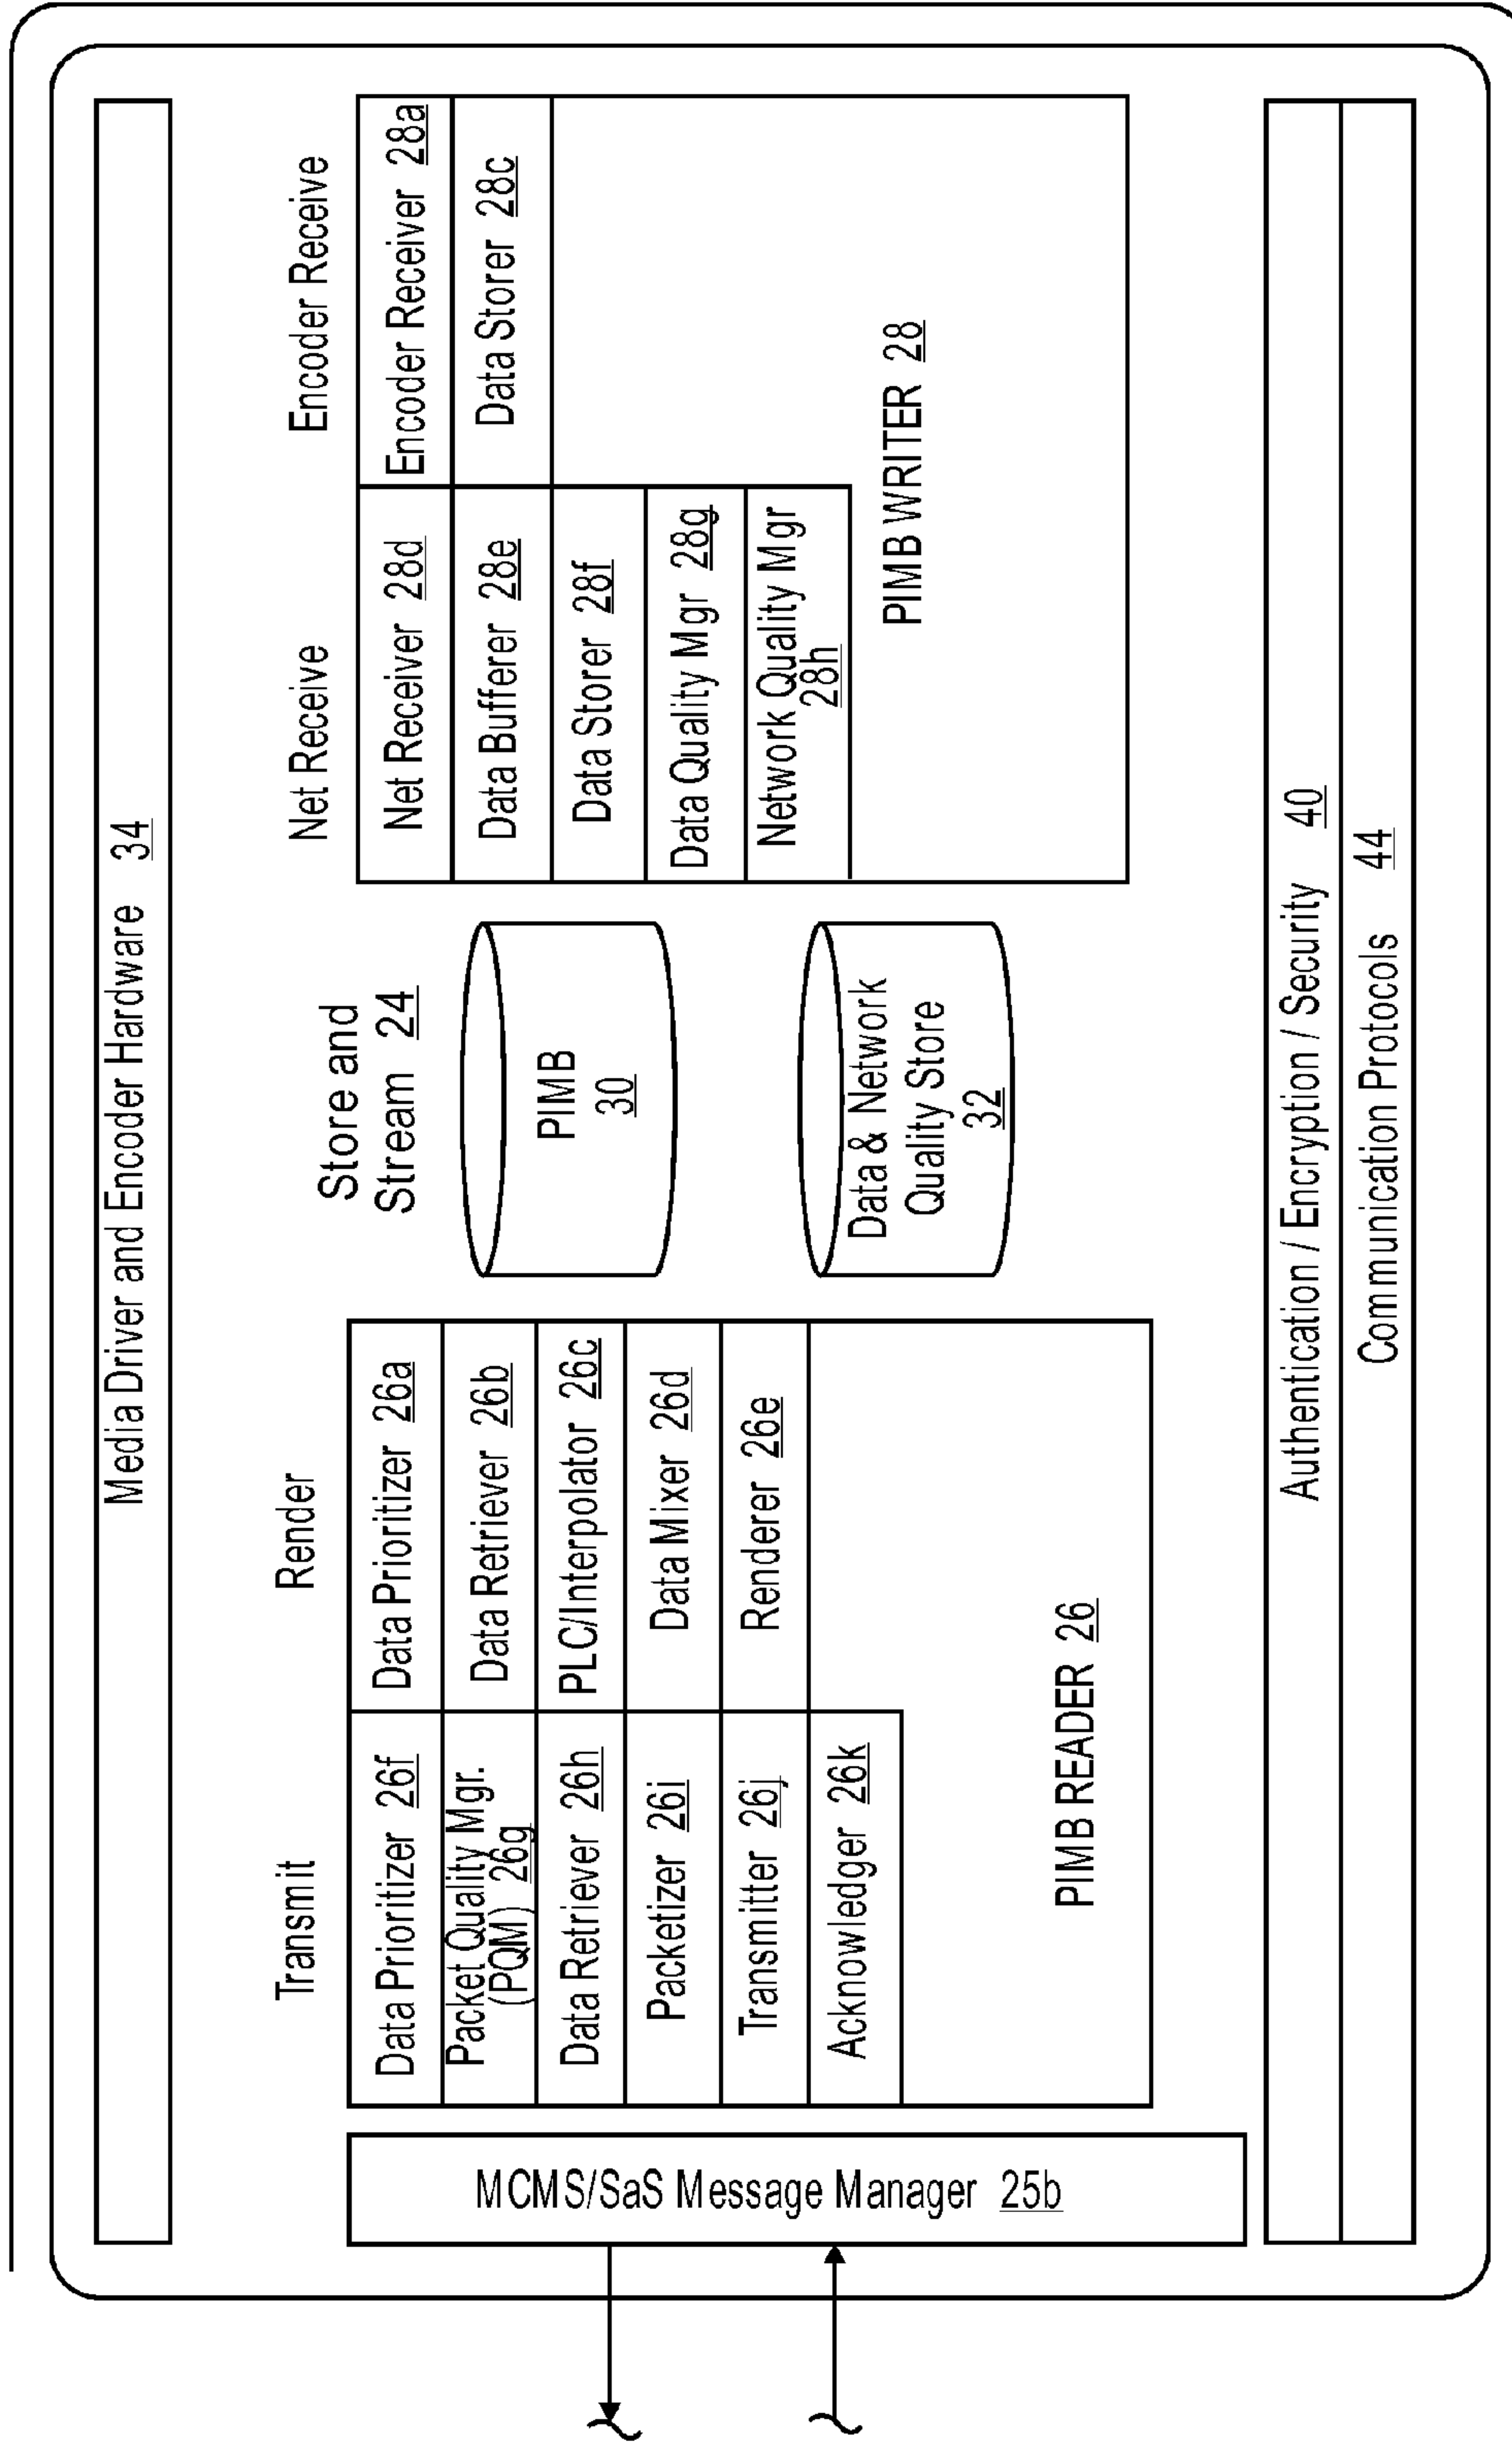 Media Driver and Encoder Hardware 34
Transmit
Render
Store and
Stream 24
Net Receive
Encoder Receive
MCMS/SaS Message Manager 25b
Data Prioritizer 26f
Packet Quality Mgr.
(PQM) 26g
Data Retriever 26h
Packetizer 26i
Transmitter 26j
Acknowledger 26k
Data Prioritizer 26a
Data Retriever 26b
PLC/Interpolator 26c
Data Mixer 26d
Renderer 26e
PIMB READER 26
PIMB
30
Data & Network
Quality Store
32
Net Receiver 28d
Data Bufferer 28e
Data Storer 28f
Data Quality Mgr 28g
Network Quality Mgr
28h
Encoder Receiver 28a
Data Storer 28c
PIMB WRITER 28
Authentication / Encryption / Security 40
Communication Protocols 44